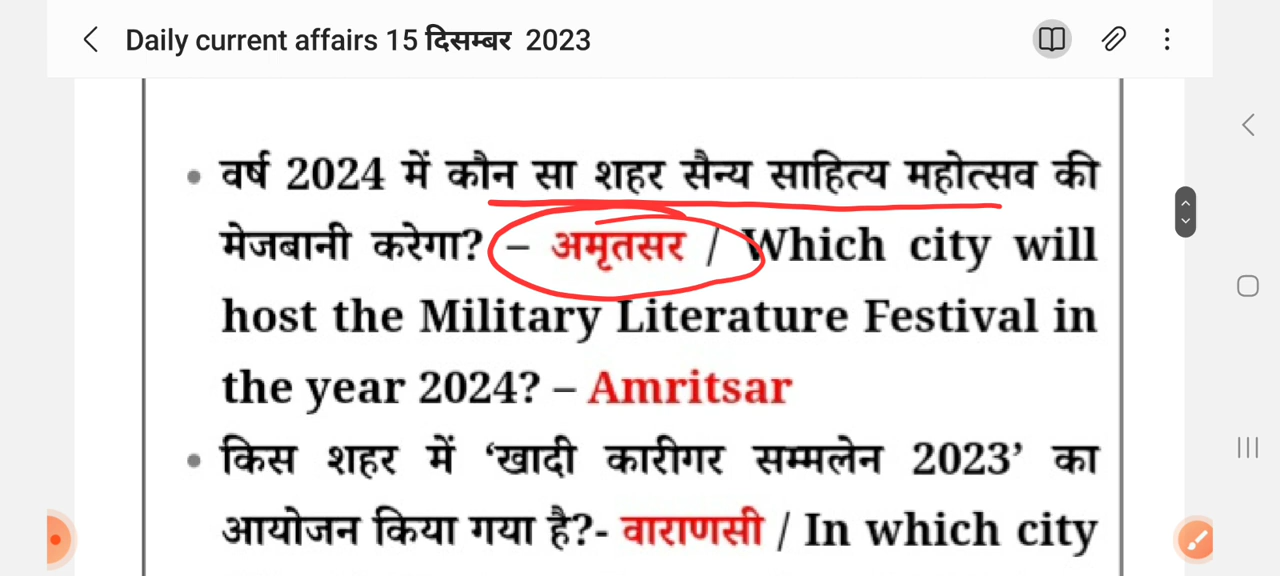 Daily current affairs 15 दिसम्बर 2023
• वर्ष 2024 में कौन सा शहर सैन्य साहित्य महोत्सव की
मेजबानी करेगा? – अमृतसर / Which city will
host the Military Literature Festival in
the year 2024? – Amritsar
• किस शहर में ‘खादी कारीगर सम्मलेन 2023’ का
आयोजन किया गया है?- वाराणसी / In which city